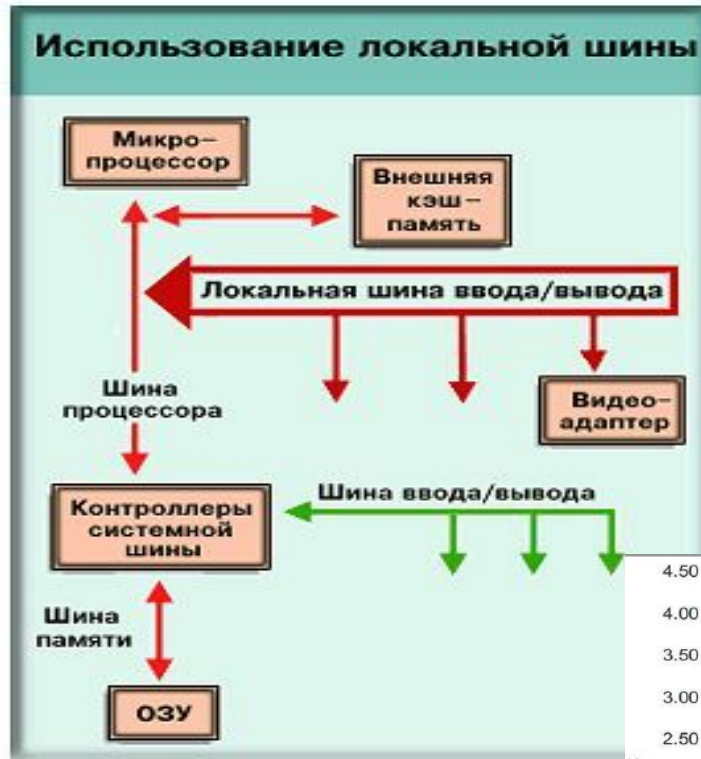 Использование локальной шины
Микро-
процессор
Внешняя
кэш-
память
Локальная шина ввода/вывода
Шина
процессора
Видео-
адаптер
Шина ввода/вывода
Контроллеры
системной
шины
Шина
памяти
ОЗУ
4.50
4.00
3.50
3.00
2.50